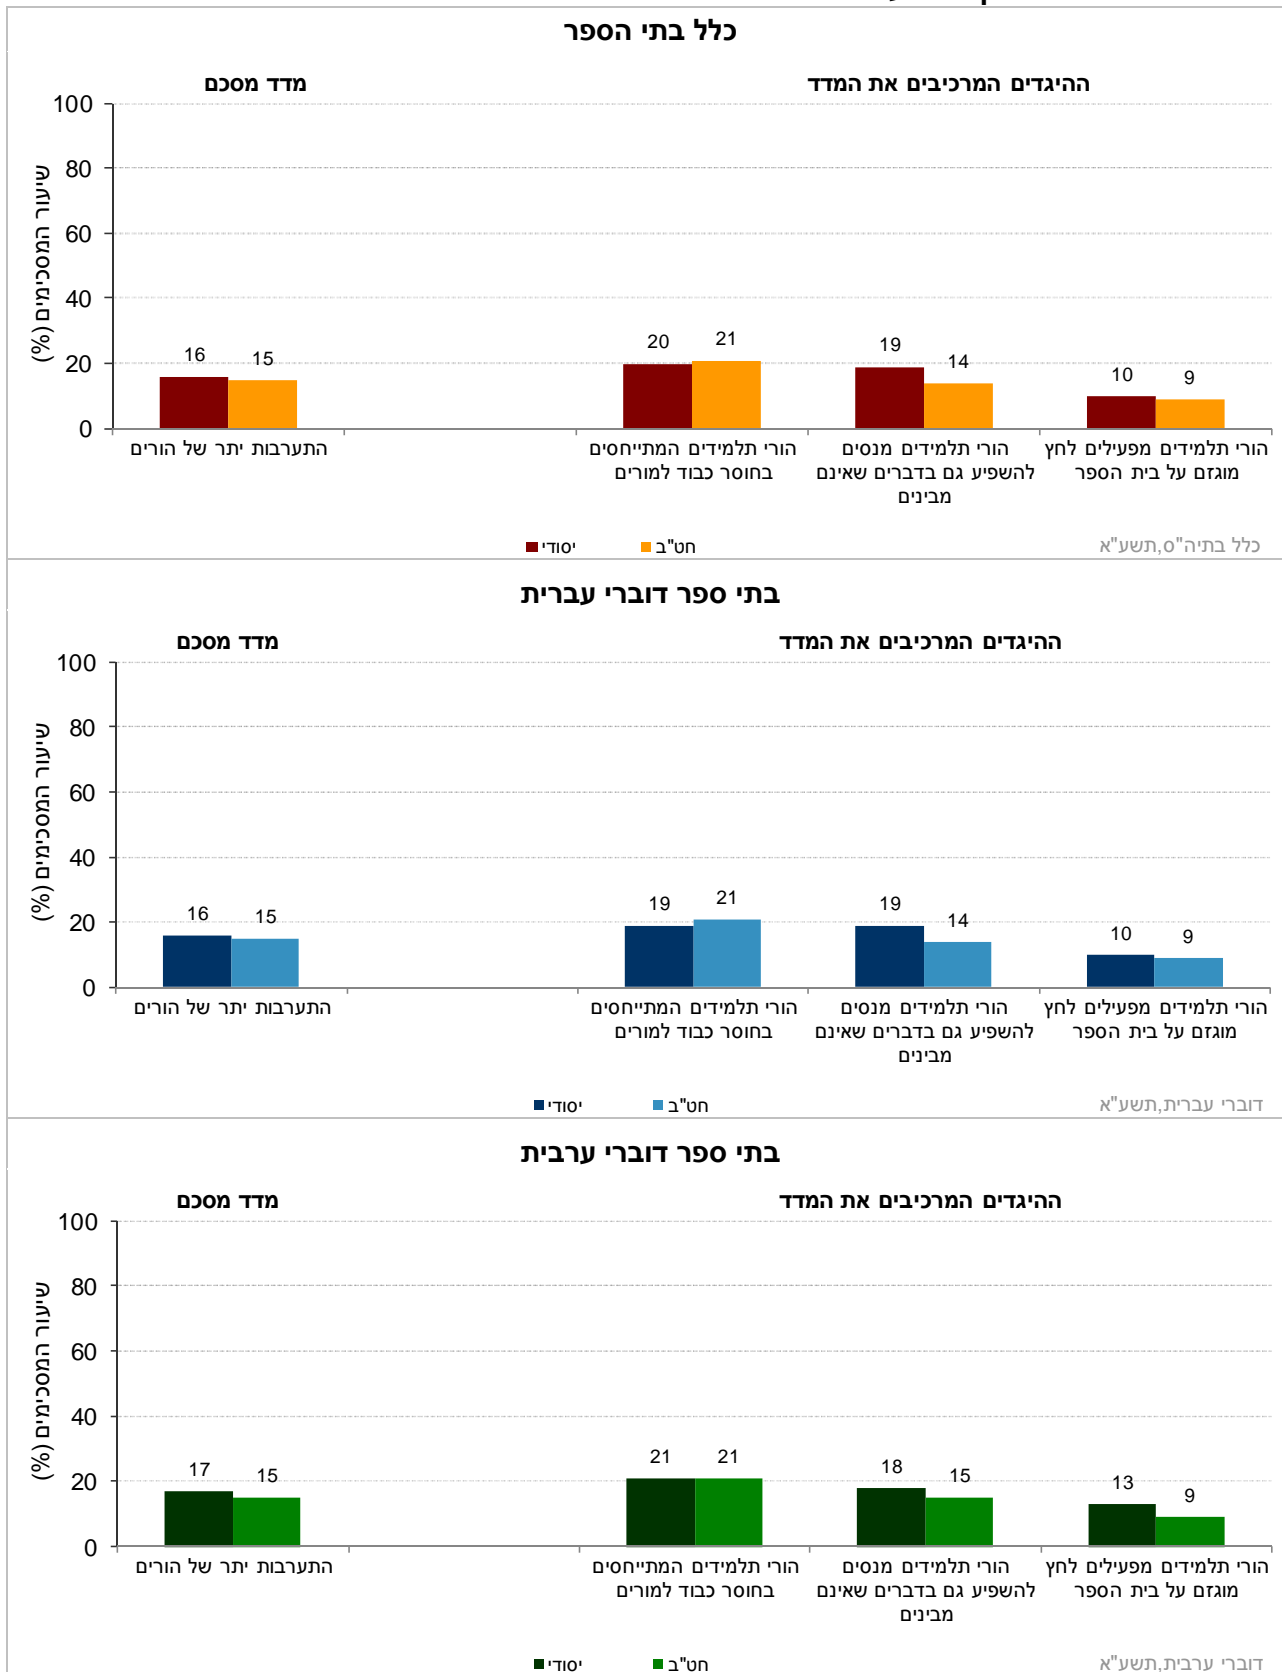 כלל בתי הספר
מדד מסכם
ההיגדים המרכיבים את המדד
שיעור המסכימים (%)
100
80
60
40
20
0
16
15
20
21
19
14
10
9
התערבות יתר של הורים
הורי תלמידים המתייחסים
בחוסר כבוד למורים
הורי תלמידים מנסים
להשפיע גם בדברים שאינם
מבינים
הורי תלמידים מפעילים לחץ
מוגזם על בית הספר
יסודי
חט"ב
כלל בתיה"ס,תשע"א
בתי ספר דוברי עברית
מדד מסכם
ההיגדים המרכיבים את המדד
שיעור המסכימים (%)
100
80
60
40
20
0
16
15
19
21
19
14
10
9
התערבות יתר של הורים
הורי תלמידים המתייחסים
בחוסר כבוד למורים
הורי תלמידים מנסים
להשפיע גם בדברים שאינם
מבינים
הורי תלמידים מפעילים לחץ
מוגזם על בית הספר
יסודי
חט"ב
דוברי עברית,תשע"א
בתי ספר דוברי ערבית
מדד מסכם
ההיגדים המרכיבים את המדד
שיעור המסכימים (%)
100
80
60
40
20
0
17
15
21
21
18
15
13
9
התערבות יתר של הורים
הורי תלמידים המתייחסים
בחוסר כבוד למורים
הורי תלמידים מנסים
להשפיע גם בדברים שאינם
מבינים
הורי תלמידים מפעילים לחץ
מוגזם על בית הספר
יסודי
חט"ב
דוברי ערבית,תשע"א